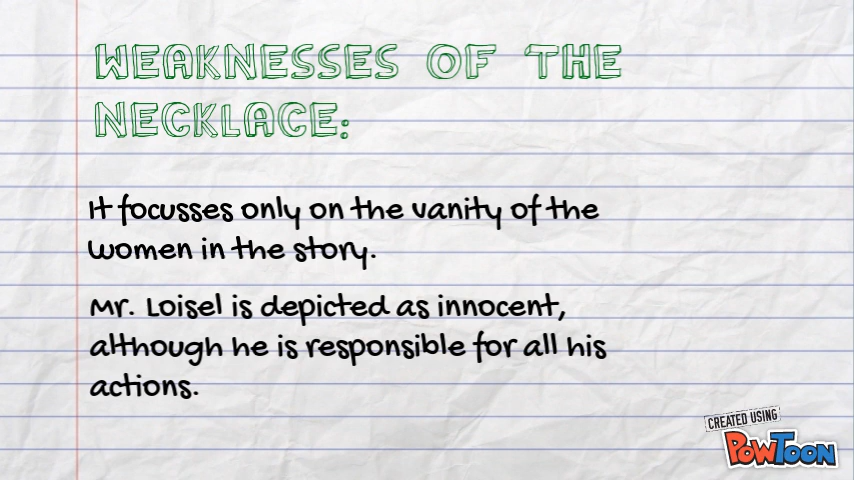 WEAKNESSES OF THE
NECKLACE:
It focusses only on the vanity of the
women in the story.
Mr. Loisel is depicted as innocent,
although he is responsible for all his
actions.
CREATED USING
POWTOON